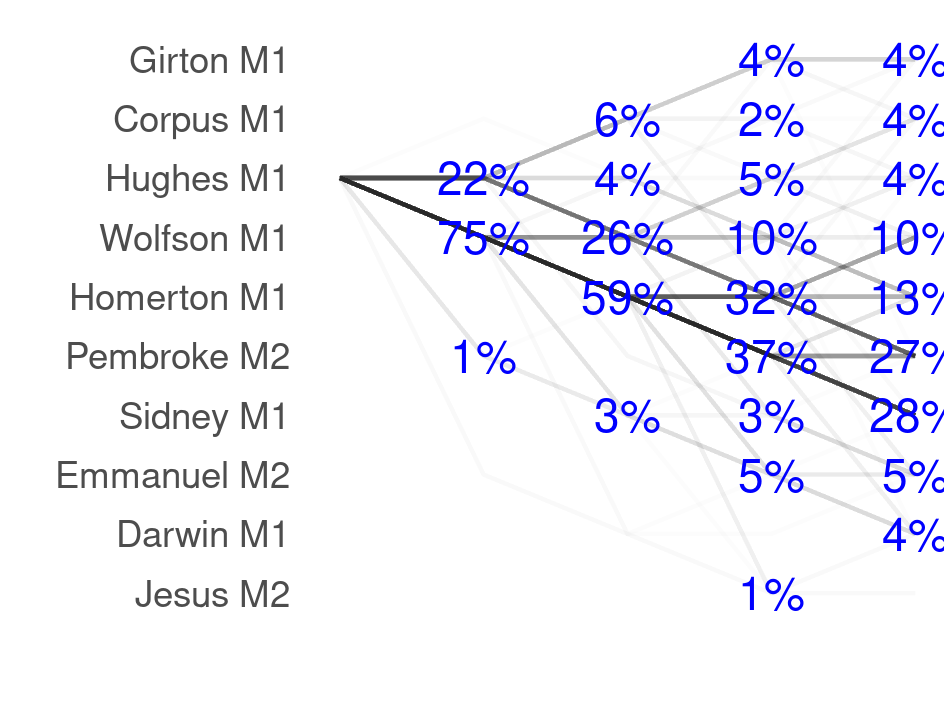 Girton M1 4% 4%
Corpus M1 6% 2% 4%
Hughes M1 22% 4% 5% 4%
Wolfson M1 75% 26% 10% 10%
Homerton M1 59% 32% 13%
Pembroke M2 1% 37% 27%
Sidney M1 3% 3% 28%
Emmanuel M2 5% 5%
Darwin M1 4%
Jesus M2 1%